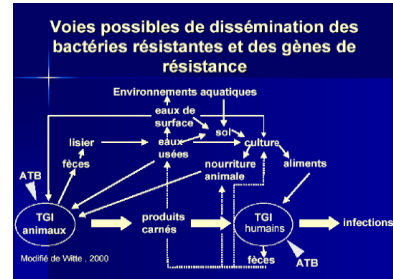 Voies possibles de dissémination des
bactéries résistantes et des gènes de
résistance
Environnements aquatiques
eaux de
surface
sol
lisier
eaux
usées
culture
fèces
nourriture
animale
aliments
ATB
TGI
animaux
produits
carnés
TGI
humains
infections
fèces
ATB
Modifié de Witte , 2000